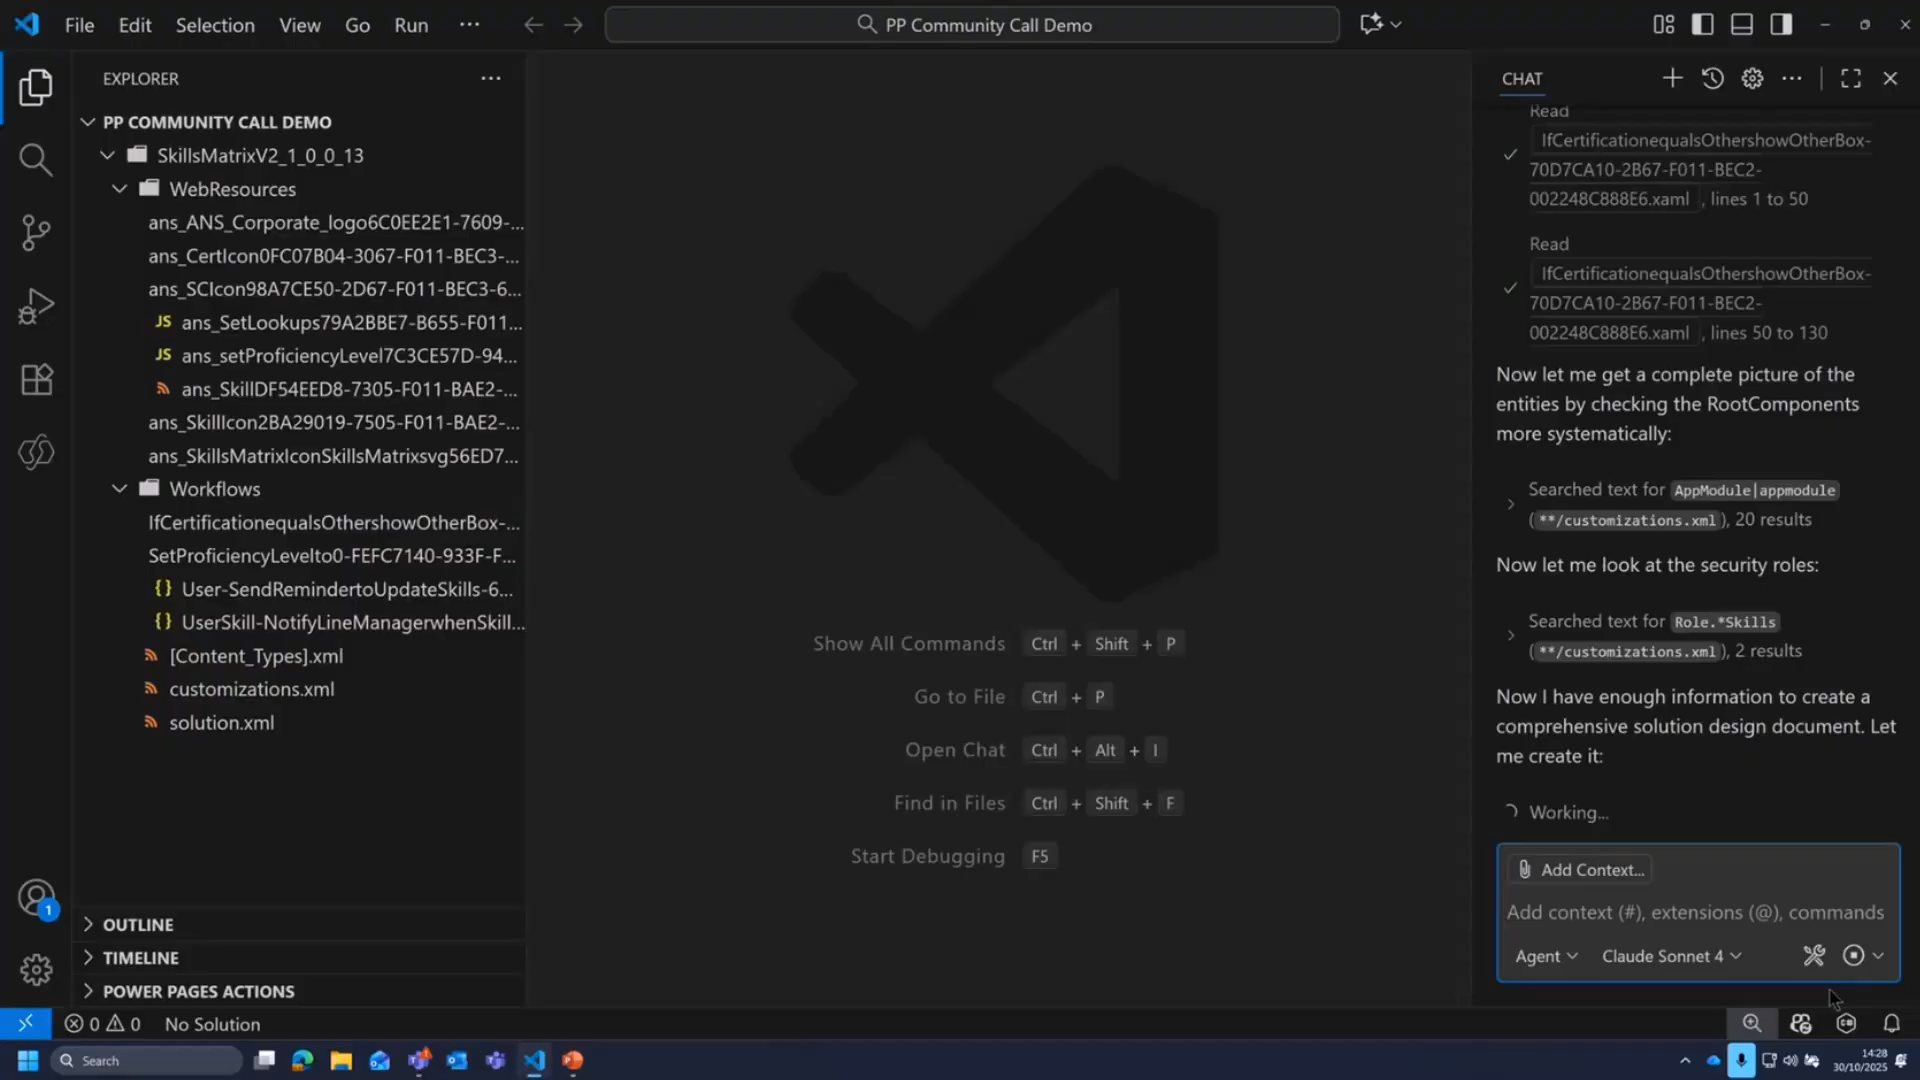 File Edit Selection View Go Run ···
PP Community Call Demo
EXPLORER
PP COMMUNITY CALL DEMO
SkillsMatrixV2_1_0_0_13
WebResources
ans_ANS_Corporate_logo6C0EE2E1-7609-...
ans_CertIcon0FC07B04-3067-F011-BEC3-...
ans_SCIcon98A7CE50-2D67-F011-BEC3-6...
JS ans_SetLookups79A2BBE7-B655-F011...
JS ans_setProficiencyLevel7C3CE57D-94...
ans_SkillDF54EED8-7305-F011-BAE2-...
ans_SkillIcon2BA29019-7505-F011-BAE2-...
ans_SkillsMatrixIconSkillsMatrixsvg56ED7...
Workflows
IfCertificationequalsOthershowOtherBox-...
SetProficiencyLevelto0-FEFC7140-933F-F...
{} User-SendRemindertoUpdateSkills-6...
{} UserSkill-NotifyLineManagerwhenSkill...
[Content_Types].xml
customizations.xml
solution.xml
OUTLINE
TIMELINE
POWER PAGES ACTIONS
Show All Commands Ctrl + Shift + P
Go to File Ctrl + P
Open Chat Ctrl + Alt + I
Find in Files Ctrl + Shift + F
Start Debugging F5
CHAT
Read
IfCertificationequalsOthershowOtherBox-
70D7CA10-2B67-F011-BEC2-
002248C888E6.xaml , lines 1 to 50
Read
IfCertificationequalsOthershowOtherBox-
70D7CA10-2B67-F011-BEC2-
002248C888E6.xaml , lines 50 to 130
Now let me get a complete picture of the
entities by checking the RootComponents
more systematically:
Searched text for AppModule|appmodule
(**/customizations.xml), 20 results
Now let me look at the security roles:
Searched text for Role.*Skills
(**/customizations.xml), 2 results
Now I have enough information to create a
comprehensive solution design document. Let
me create it:
Working...
Add Context...
Add context (#), extensions (@), commands
Agent Claude Sonnet 4
1
0 0 No Solution
Search
14:28
30/10/2025